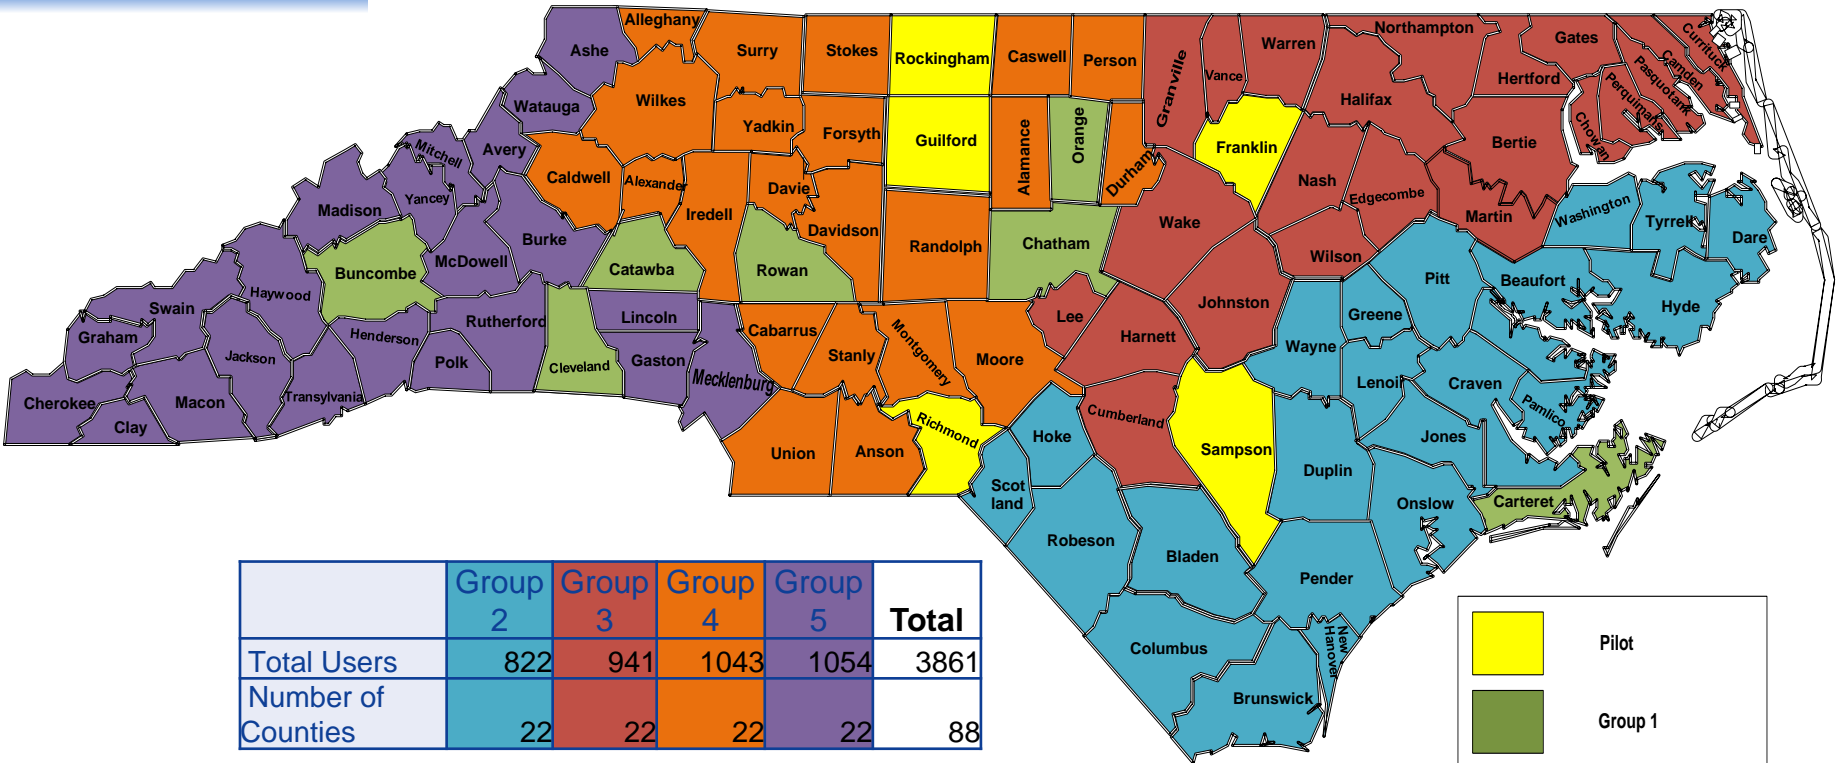 Alleghany
Ashe
Surry
Stokes
Rockingham
Caswell
Person
Granville
Vance
Warren
Northampton
Gates
Currituck
Camden
Pasquotank
Perquimans
Hertford
Halifax
Chowan
Bertie
Watauga
Wilkes
Yadkin
Forsyth
Guilford
Alamance
Orange
Durham
Franklin
Nash
Edgecombe
Martin
Washington
Tyrrell
Dare
Mitchell
Avery
Caldwell
Alexander
Davie
Iredell
Davidson
Randolph
Chatham
Wake
Wilson
Madison
Yancey
Burke
McDowell
Buncombe
Catawba
Rowan
Johnston
Pitt
Beaufort
Hyde
Swain
Haywood
Graham
Jackson
Henderson
Rutherford
Polk
Cleveland
Lincoln
Gaston
Mecklenburg
Cabarrus
Stanly
Montgomery
Moore
Lee
Harnett
Wayne
Greene
Lenoir
Craven
Pamlico
Cherokee
Clay
Macon
Transylvania
Union
Anson
Richmond
Hoke
Scot
land
Cumberland
Sampson
Duplin
Jones
Onslow
Carteret
Robeson
Bladen
Pender
Columbus
Brunswick
New
Hanover
Group
2
Group
3
Group
4
Group
5
Total
Total Users 822 941 1043 1054 3861
Number of
Counties 22 22 22 22 88
Pilot
Group 1